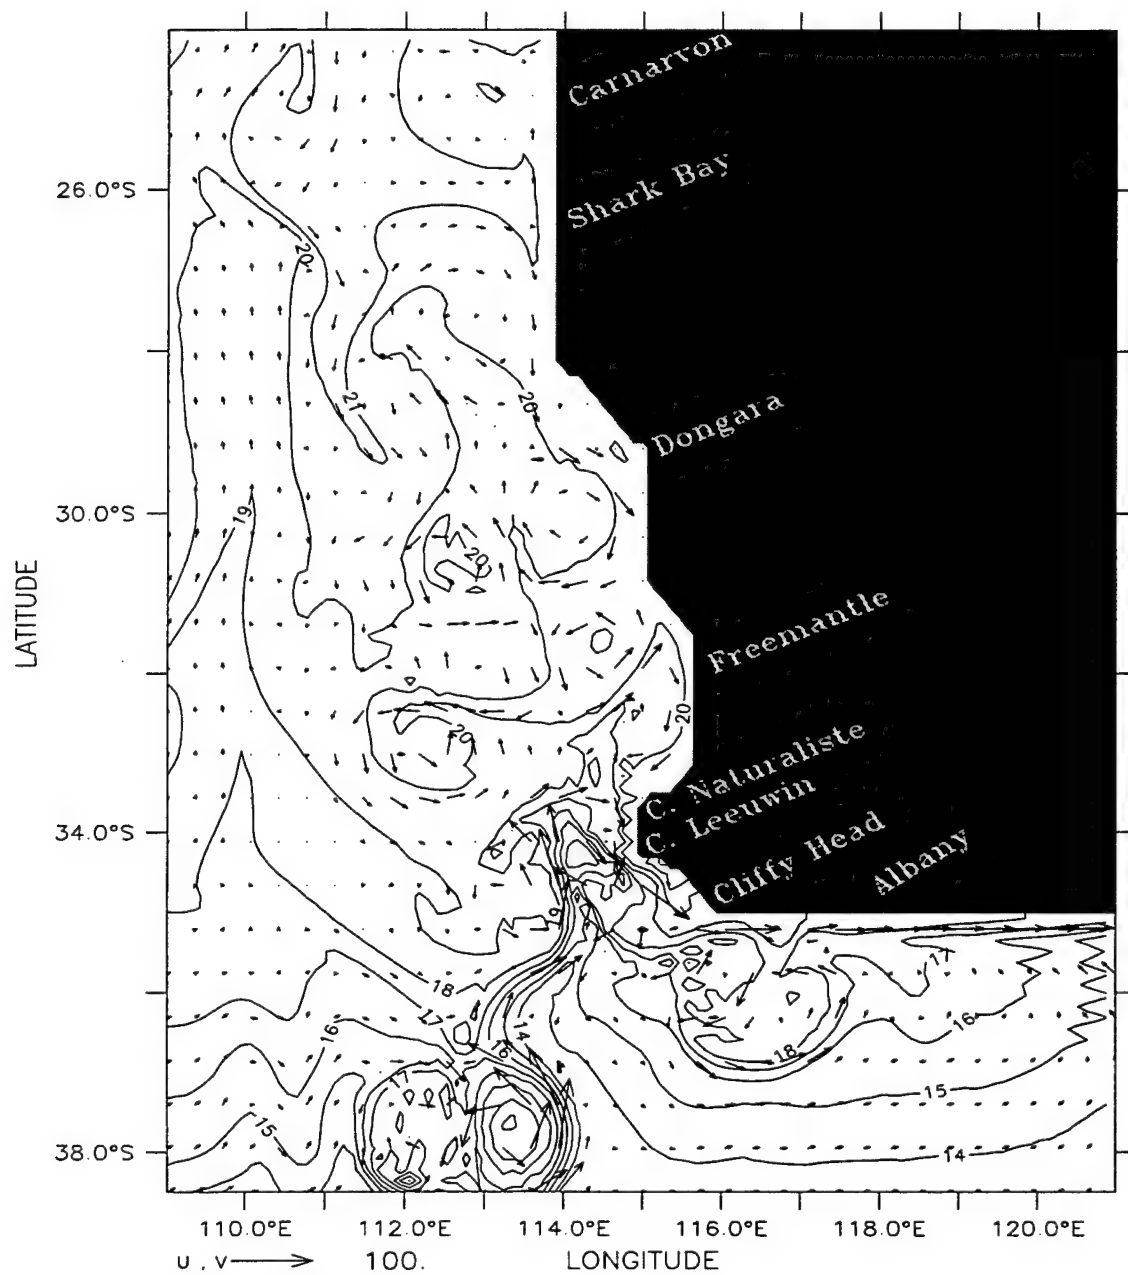 Carnarvon
Shark Bay
26.0°S
20
21
20
Dongara
19
30.0°S
20
Freemantle
LATITUDE
20
20
C. Naturaliste
C. Leeuwin
34.0°S
Cliffy Head
Albany
17
18
17
16
14
16
16
18
17
15
15
38.0°S
14
110.0°E 112.0°E 114.0°E 116.0°E 118.0°E 120.0°E
u , v 100.
LONGITUDE